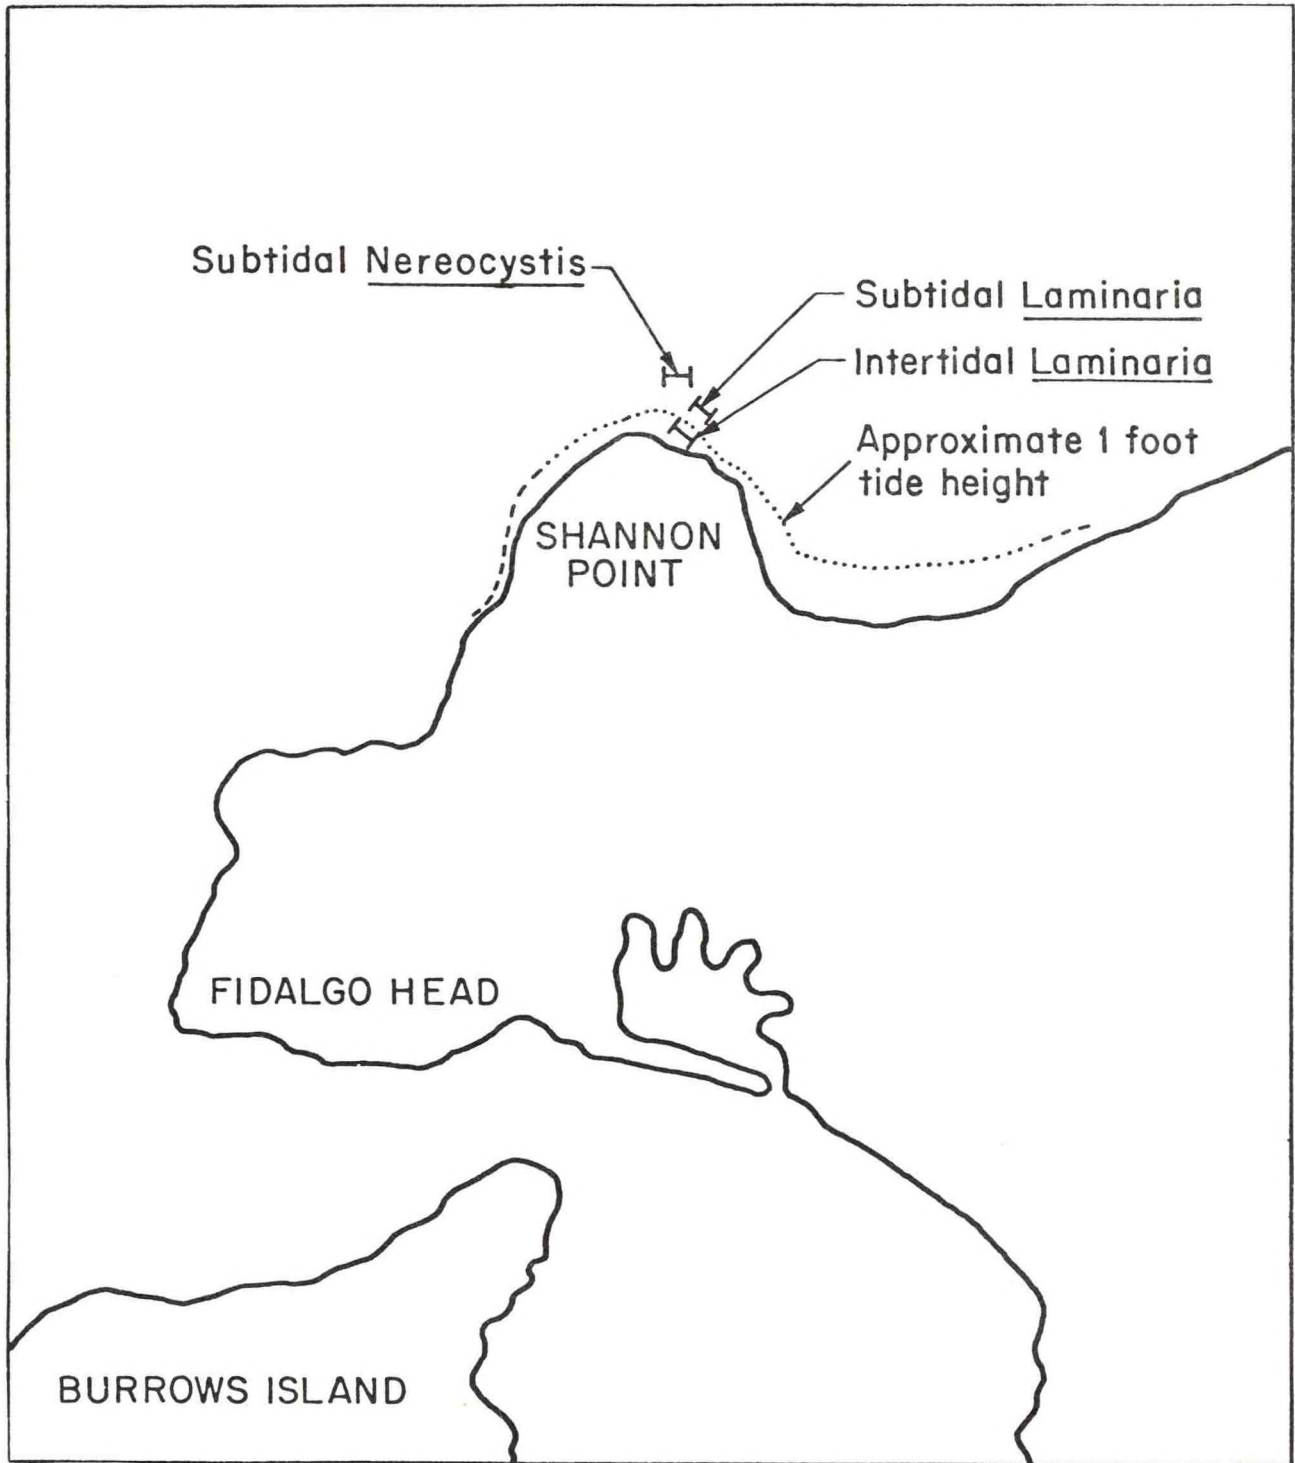 Subtidal Nereocystis
Subtidal Laminaria
Intertidal Laminaria
Approximate 1 foot
tide height
SHANNON
POINT
FIDALGO HEAD
BURROWS ISLAND